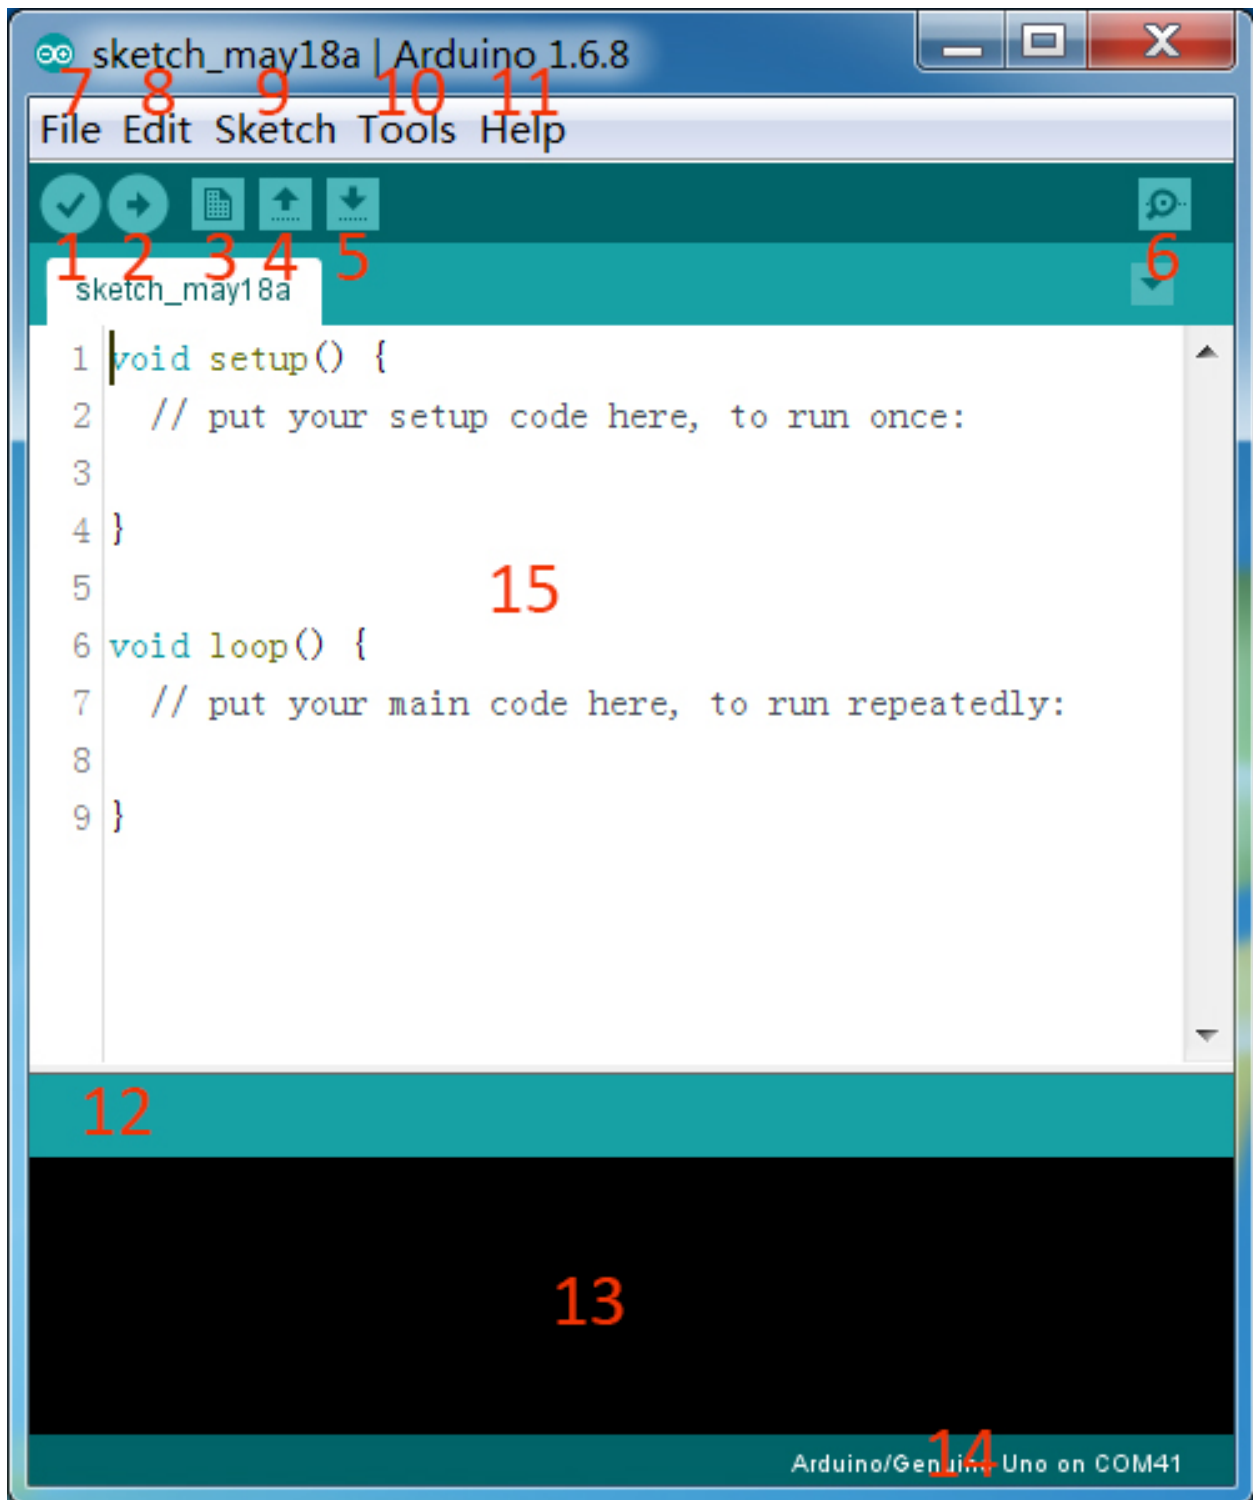 sketch_may18a | Arduino 1.6.8
7 8 9 10 11
File Edit Sketch Tools Help
1 2 3 4 5 6
sketch_may18a
1 void setup() {
2 // put your setup code here, to run once:
3
4 }
5
15
6 void loop() {
7 // put your main code here, to run repeatedly:
8
9 }
12
13
14
Arduino/Genuino Uno on COM41